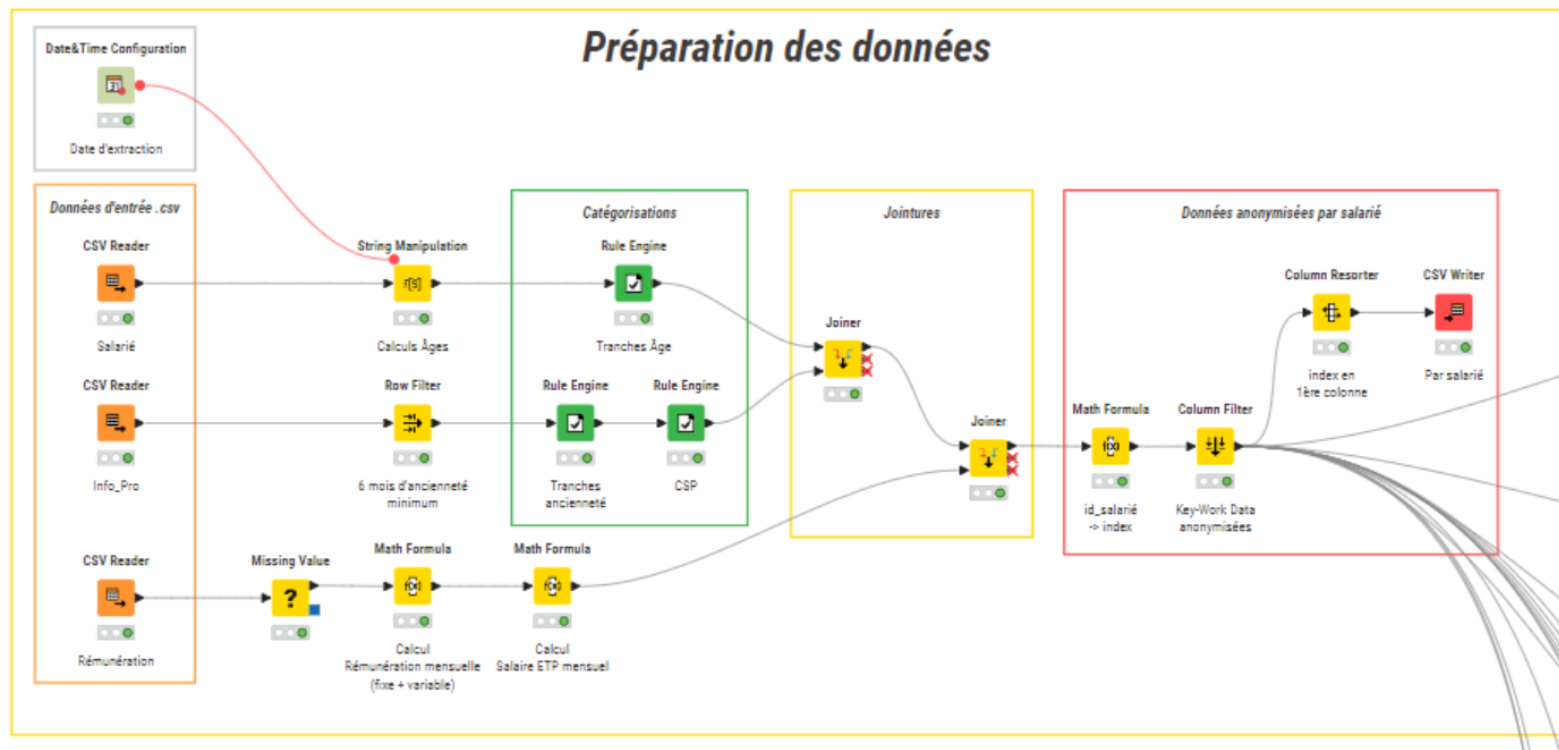 Préparation des données
Date&Time Configuration
Date d'extraction
Données d'entrée .csv
CSV Reader
Salarié
CSV Reader
Info_Pro
CSV Reader
Rémunération
String Manipulation
Calculs Âges
Row Filter
6 mois d'ancienneté
minimum
Missing Value
?
Math Formula
f(x)
Calcul
Rémunération mensuelle
(fixe + variable)
Math Formula
f(x)
Calcul
Salaire ETP mensuel
Catégorisations
Rule Engine
Tranches Âge
Rule Engine
Tranches
ancienneté
Rule Engine
CSP
Jointures
Joiner
Joiner
Données anonymisées par salarié
Math Formula
f(x)
id_salarié
-> index
Column Filter
Key-Work Data
anonymisées
Column Resorter
index en
1ère colonne
CSV Writer
Par salarié